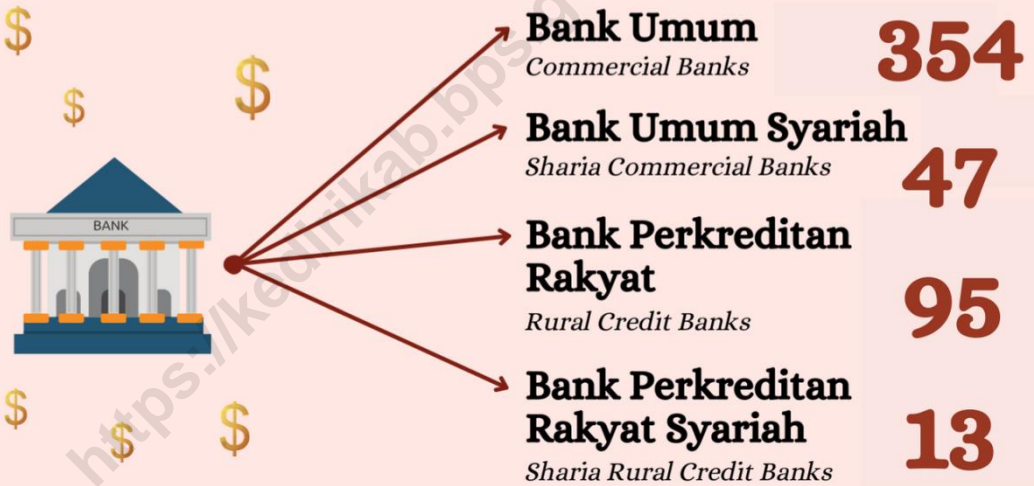 Bank Umum
Commercial Banks
354
Bank Umum Syariah
Sharia Commercial Banks
47
BANK
Bank Perkreditan
Rakyat
Rural Credit Banks
95
Bank Perkreditan
Rakyat Syariah
Sharia Rural Credit Banks
13
https://kedirikab.bps.g